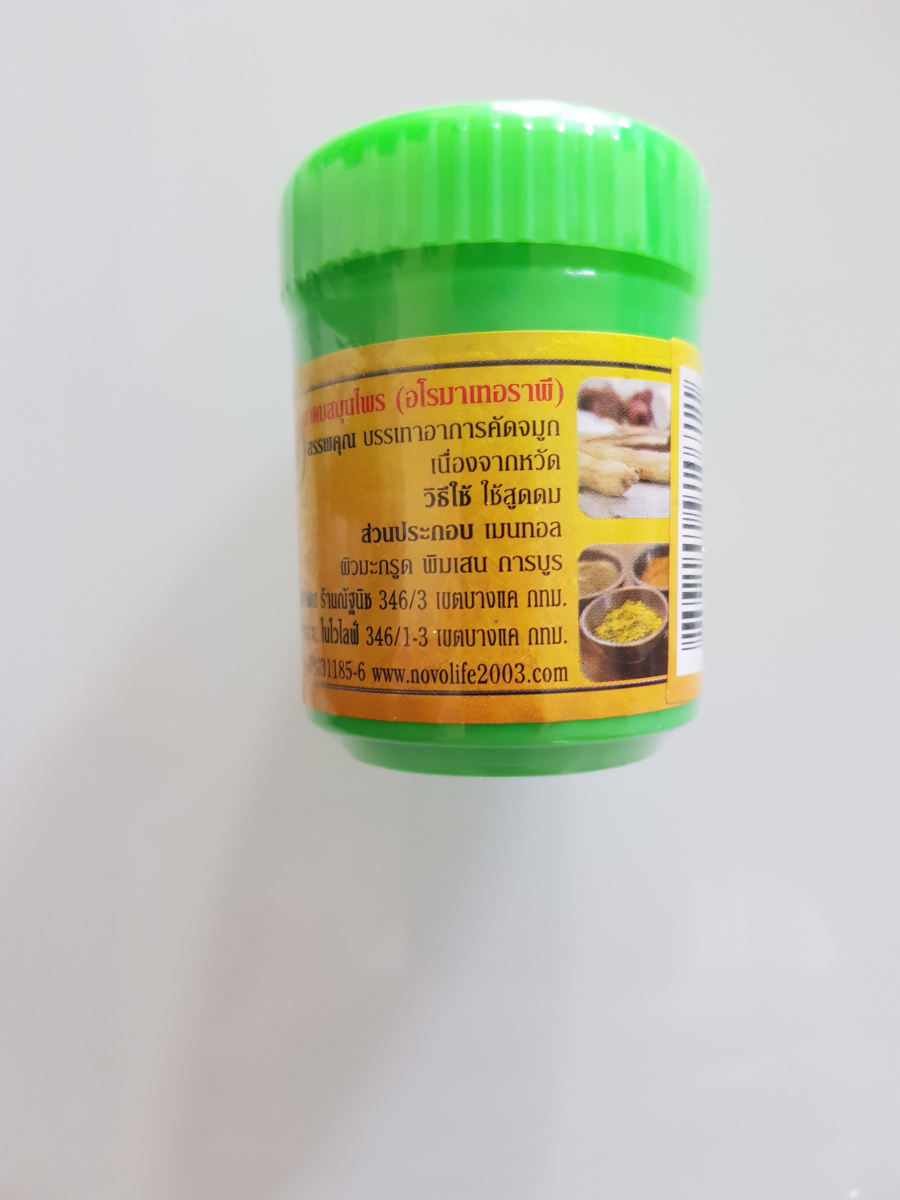 (อโรมาเทอราพี)
สรรพคุณ บรรเทาอาการคัดจมูก
เนื่องจากหวัด
วิธีใช้ ใช้สูดดม
ส่วนประกอบ เมนทอล
ผิวมะกรูด พิมเสน การบูร
ร้านณัฐนิช 346/3 เขตบางแค กทม.
โนโวไลฟ์ 346/1-3 เขตบางแค กทม.
031185-6 www.novolife2003.com